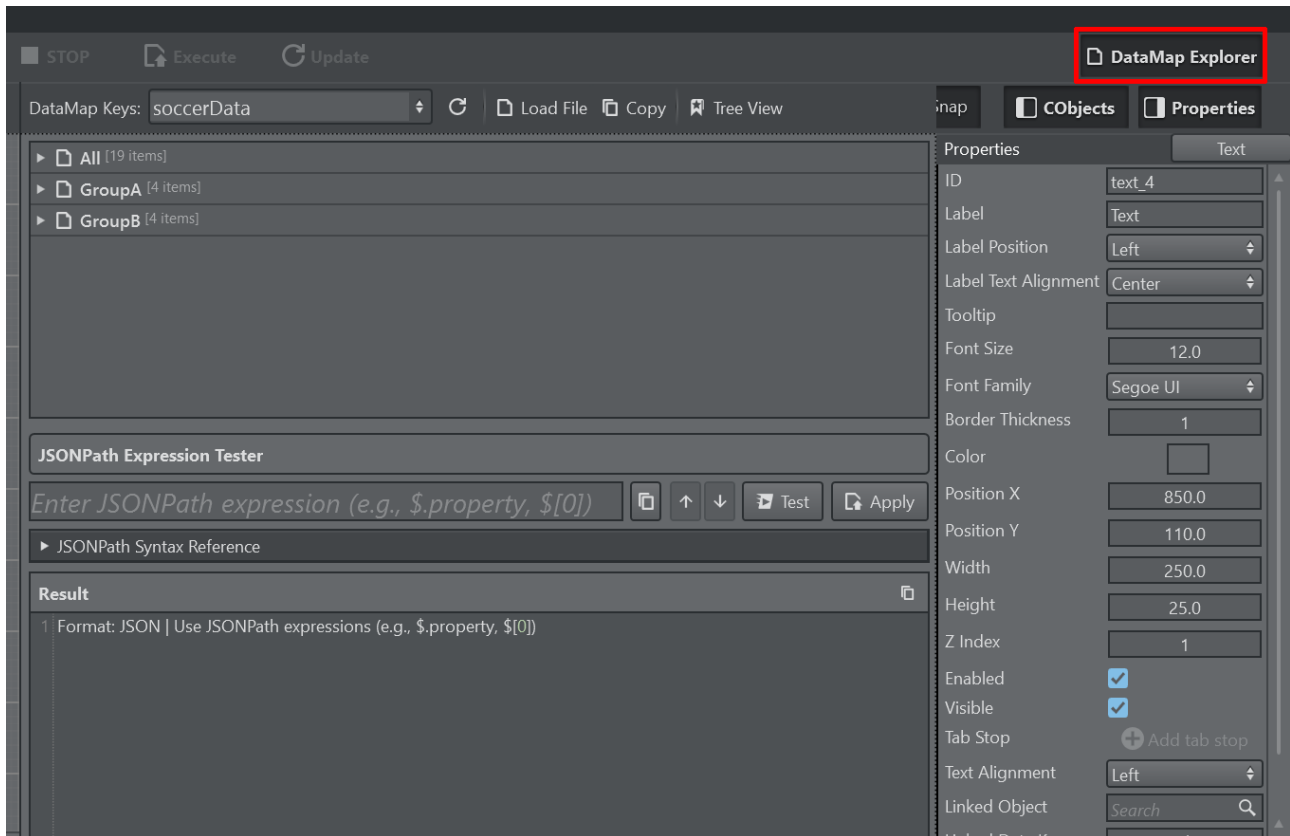 STOP Execute Update DataMap Explorer
DataMap Keys: soccerData Load File Copy Tree View
CObjects Properties
All [19 items]
GroupA [4 items]
GroupB [4 items]
JSONPath Expression Tester
Enter JSONPath expression (e.g., $.property, $[0]) Test Apply
JSONPath Syntax Reference
Result
1 Format: JSON | Use JSONPath expressions (e.g., $.property, $[0])
Properties Text
ID text_4
Label Text
Label Position Left
Label Text Alignment Center
Tooltip
Font Size 12.0
Font Family Segoe UI
Border Thickness 1
Color
Position X 850.0
Position Y 110.0
Width 250.0
Height 25.0
Z Index 1
Enabled
Visible
Tab Stop Add tab stop
Text Alignment Left
Linked Object Search